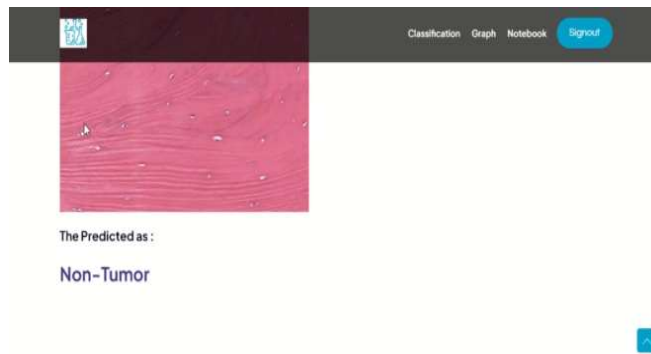 Classification Graph Notebook Signout
The Predicted as :
Non-Tumor